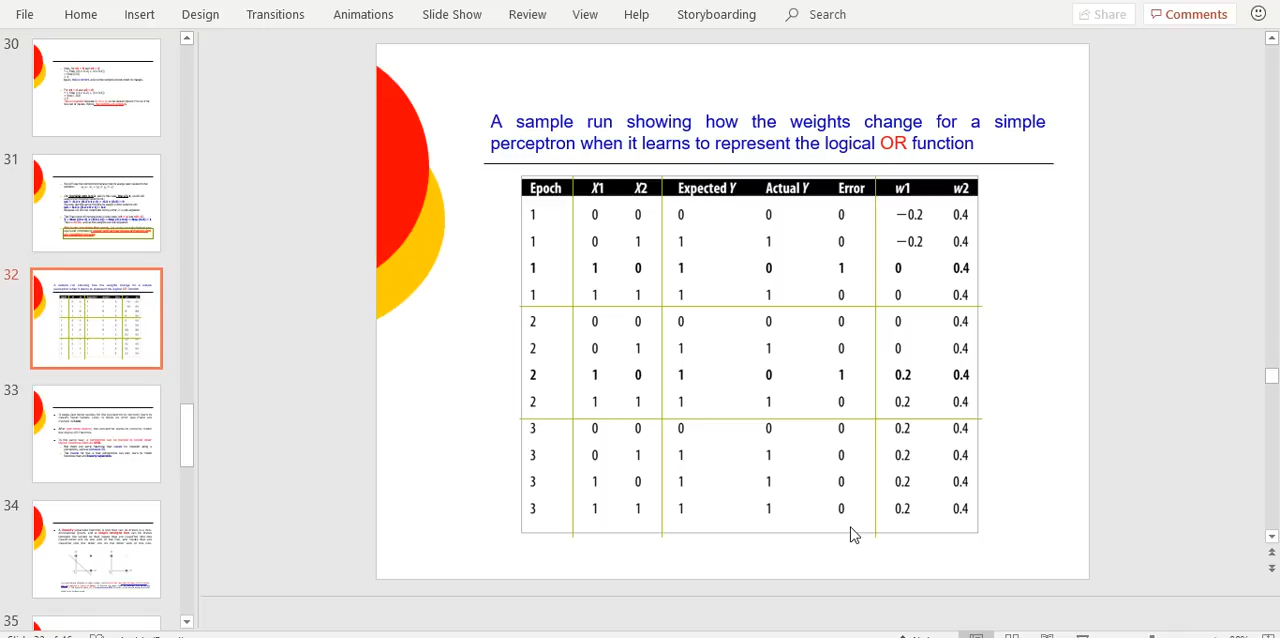 File Home Insert Design Transitions Animations Slide Show Review View Help Storyboarding Search Share Comments
30
31
32
33
34
35
A sample run showing how the weights change for a simple
perceptron when it learns to represent the logical OR function
Epoch X1 X2 Expected Y Actual Y Error w1 w2
1 0 0 0 0 0 −0.2 0.4
1 0 1 1 1 0 −0.2 0.4
1 1 0 1 0 1 0 0.4
1 1 1 1 1 0 0 0.4
2 0 0 0 0 0 0 0.4
2 0 1 1 1 0 0 0.4
2 1 0 1 0 1 0.2 0.4
2 1 1 1 1 0 0.2 0.4
3 0 0 0 0 0 0.2 0.4
3 0 1 1 1 0 0.2 0.4
3 1 0 1 1 0 0.2 0.4
3 1 1 1 1 0 0.2 0.4